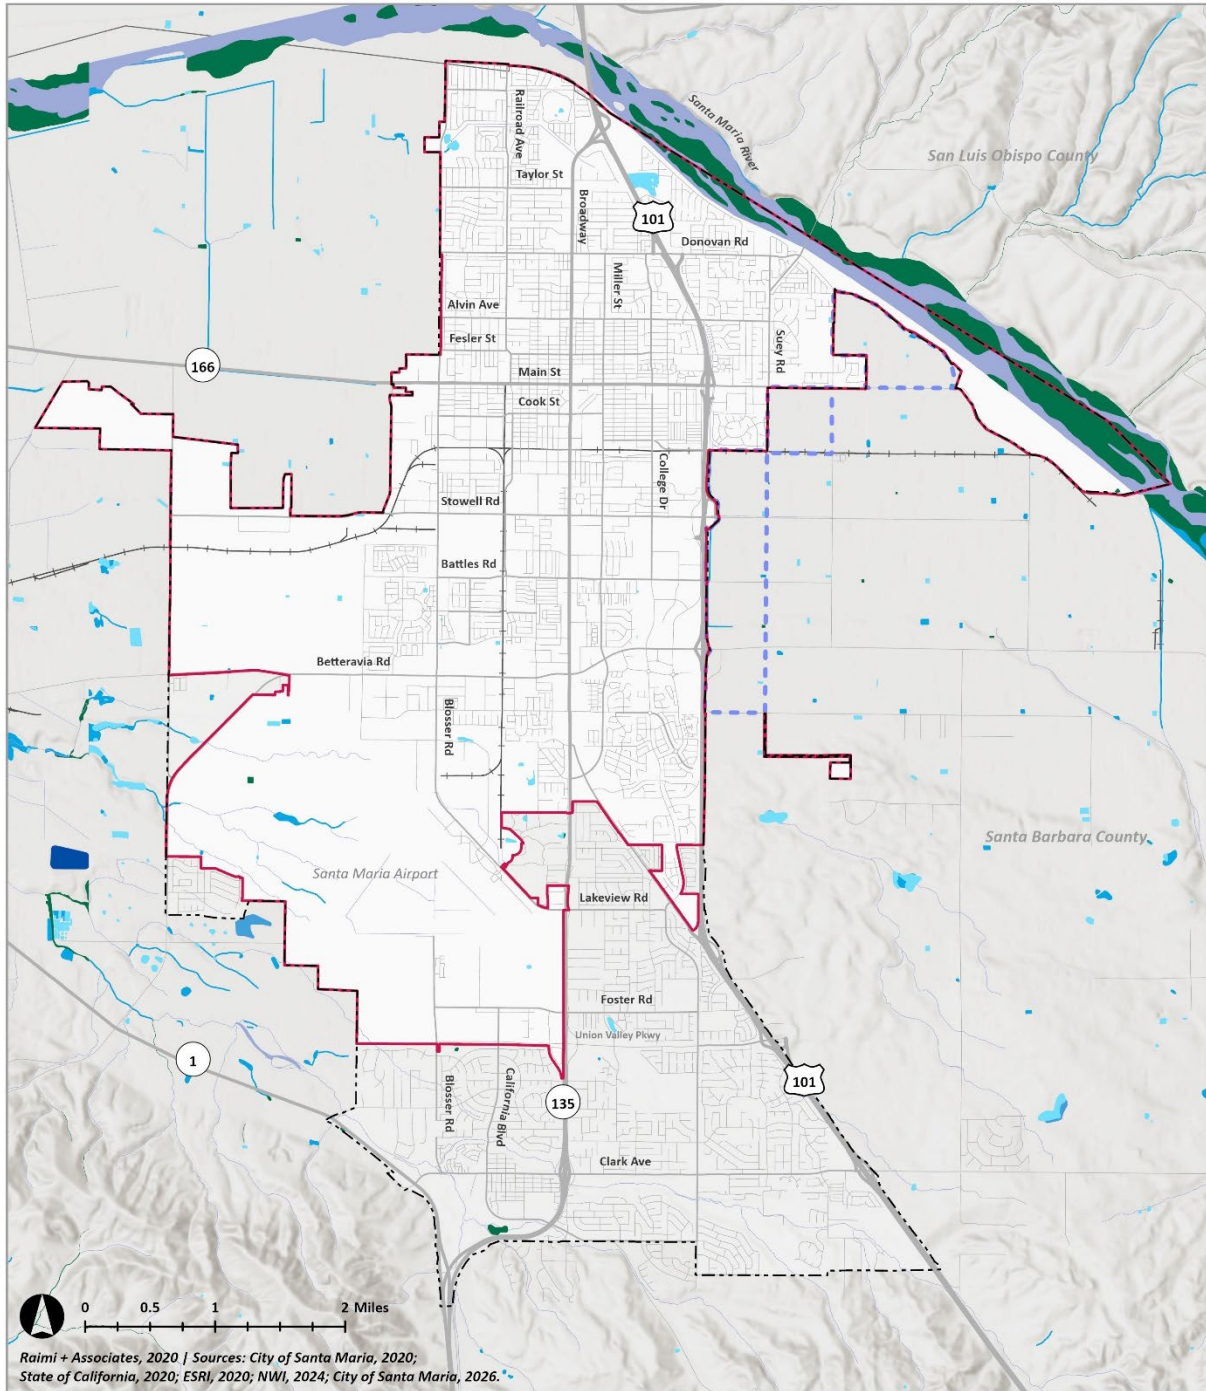 Santa Maria River
Railroad Ave
San Luis Obispo County
Taylor St
Broadway
101
Donovan Rd
Miller St
Alvin Ave
Suey Rd
Fesler St
166
Main St
Cook St
College Dr
Stowell Rd
Battles Rd
Betteravia Rd
Blosser Rd
Santa Barbara County
Santa Maria Airport
Lakeview Rd
Foster Rd
Union Valley Pkwy
1
101
Blosser Rd
California Blvd
135
Clark Ave
0 0.5 1 2 Miles
Raimi + Associates, 2020 | Sources: City of Santa Maria, 2020;
State of California, 2020; ESRI, 2020; NWI, 2024; City of Santa Maria, 2026.